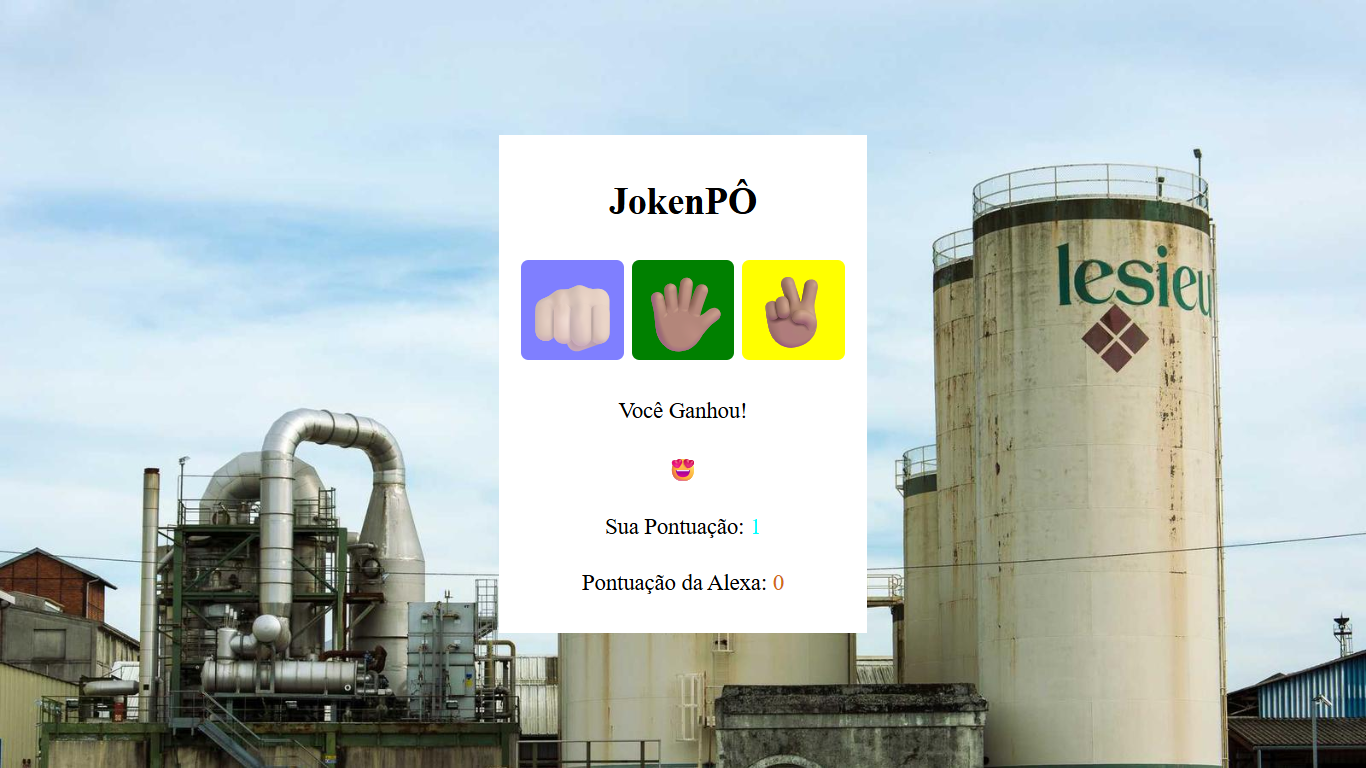 JokenPÔ
Você Ganhou!
Sua Pontuação: 1
Pontuação da Alexa: 0
lesieu